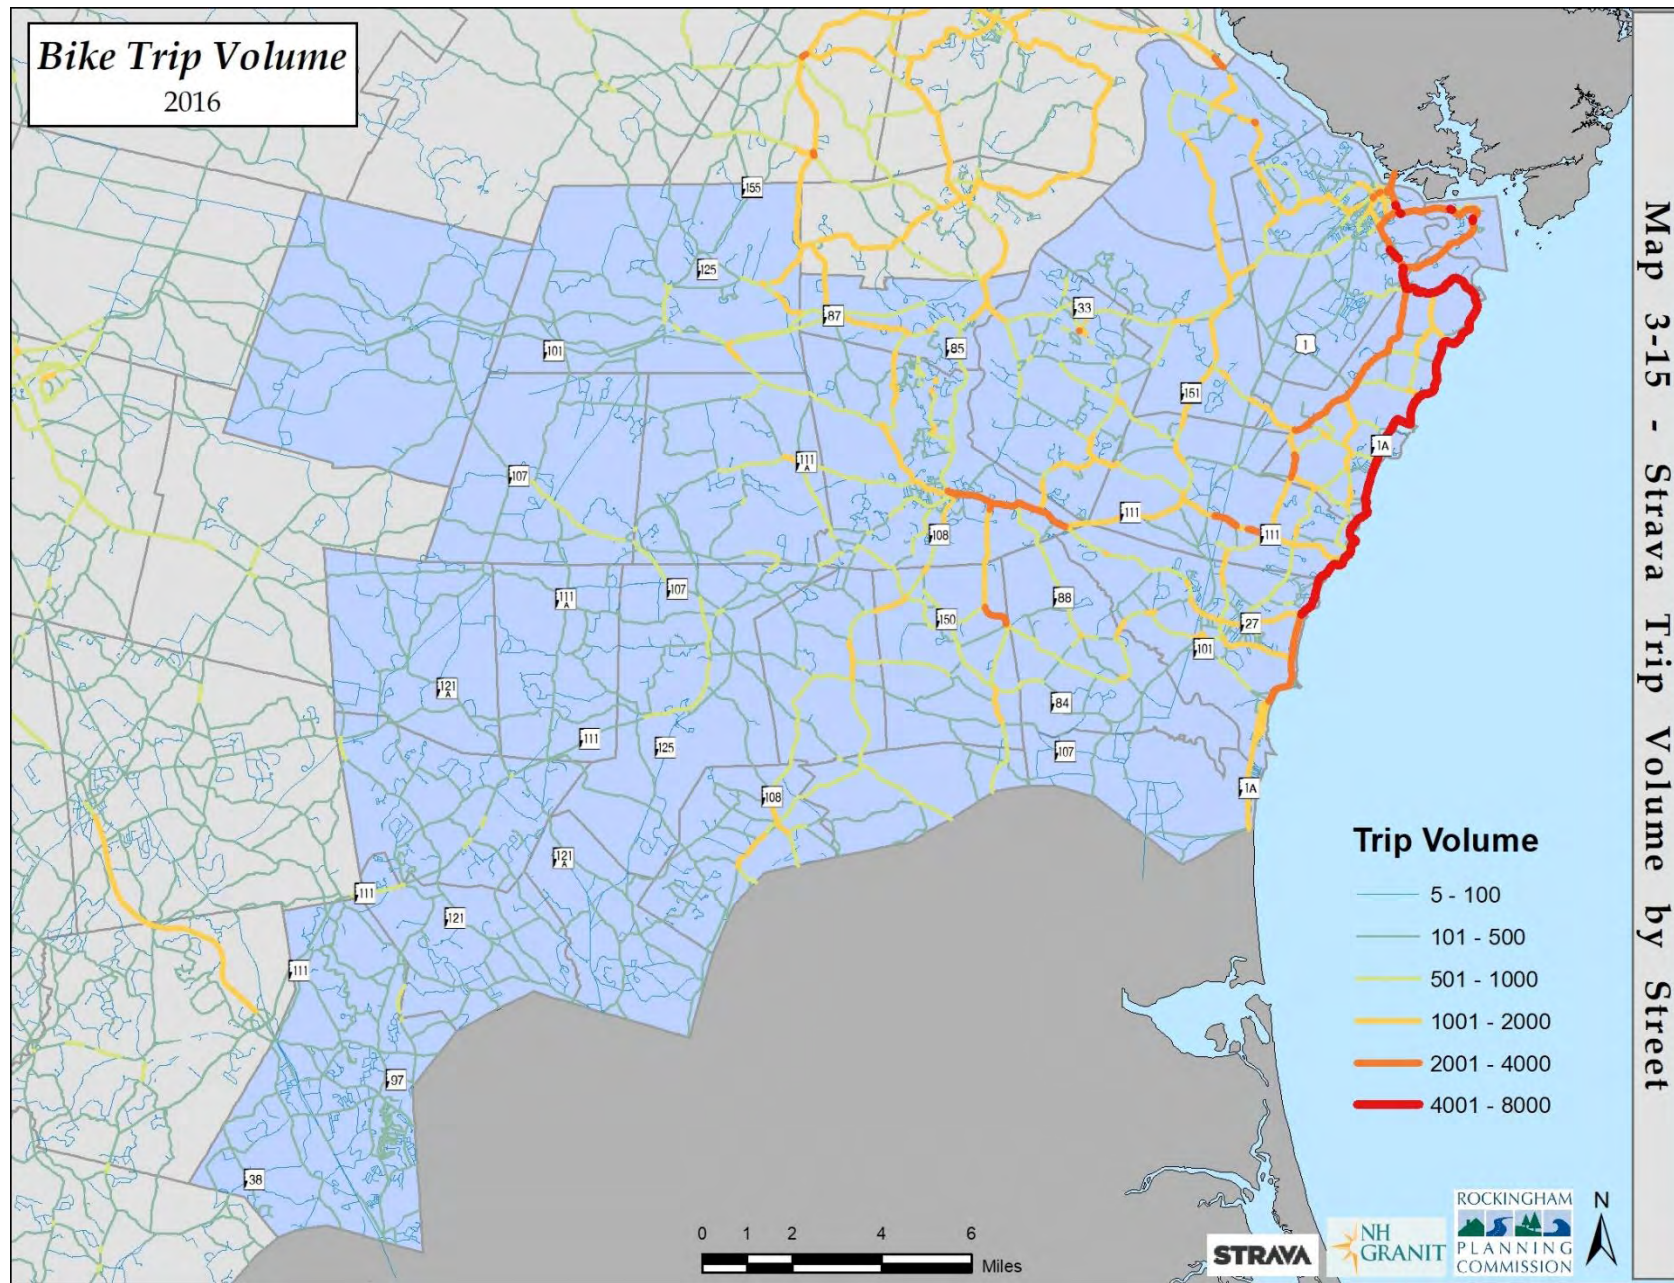 Bike Trip Volume
2016
155
125
33
87
1
85
101
151
1A
107
111
A
111
108
111
111
A
107
88
150
27
101
121
A
84
111
125
107
108
1A
121
A
111
121
111
97
38
Trip Volume
5 - 100
101 - 500
501 - 1000
1001 - 2000
2001 - 4000
4001 - 8000
0 1 2 4 6
Miles
STRAVA
NH
GRANIT
ROCKINGHAM
PLANNING
COMMISSION
N
Map 3-15 - Strava Trip Volume by Street